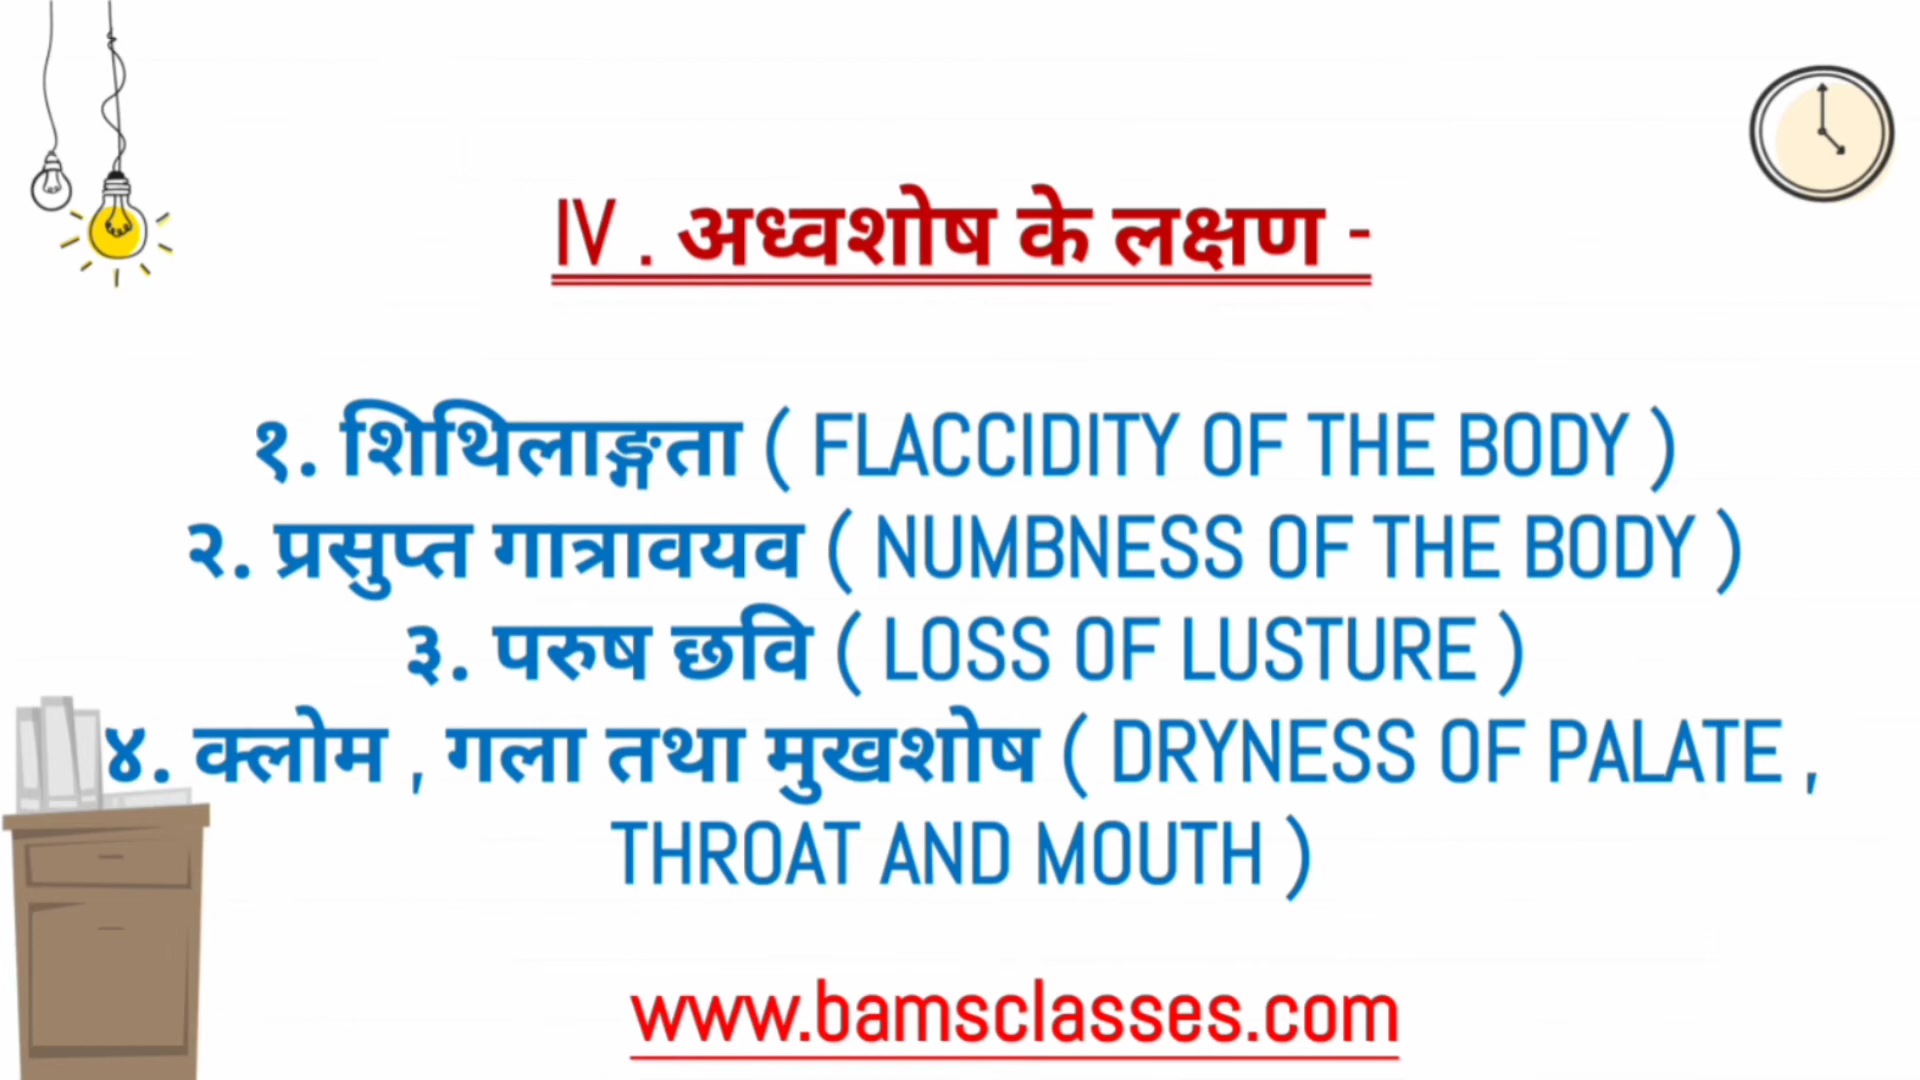 IV . अध्वशोष के लक्षण -
१. शिथिलाङ्गता ( FLACCIDITY OF THE BODY )
२. प्रसुप्त गात्रावयव ( NUMBNESS OF THE BODY )
३. परुष छवि ( LOSS OF LUSTURE )
४. क्लोम , गला तथा मुखशोष ( DRYNESS OF PALATE ,
THROAT AND MOUTH )
www.bamsclasses.com